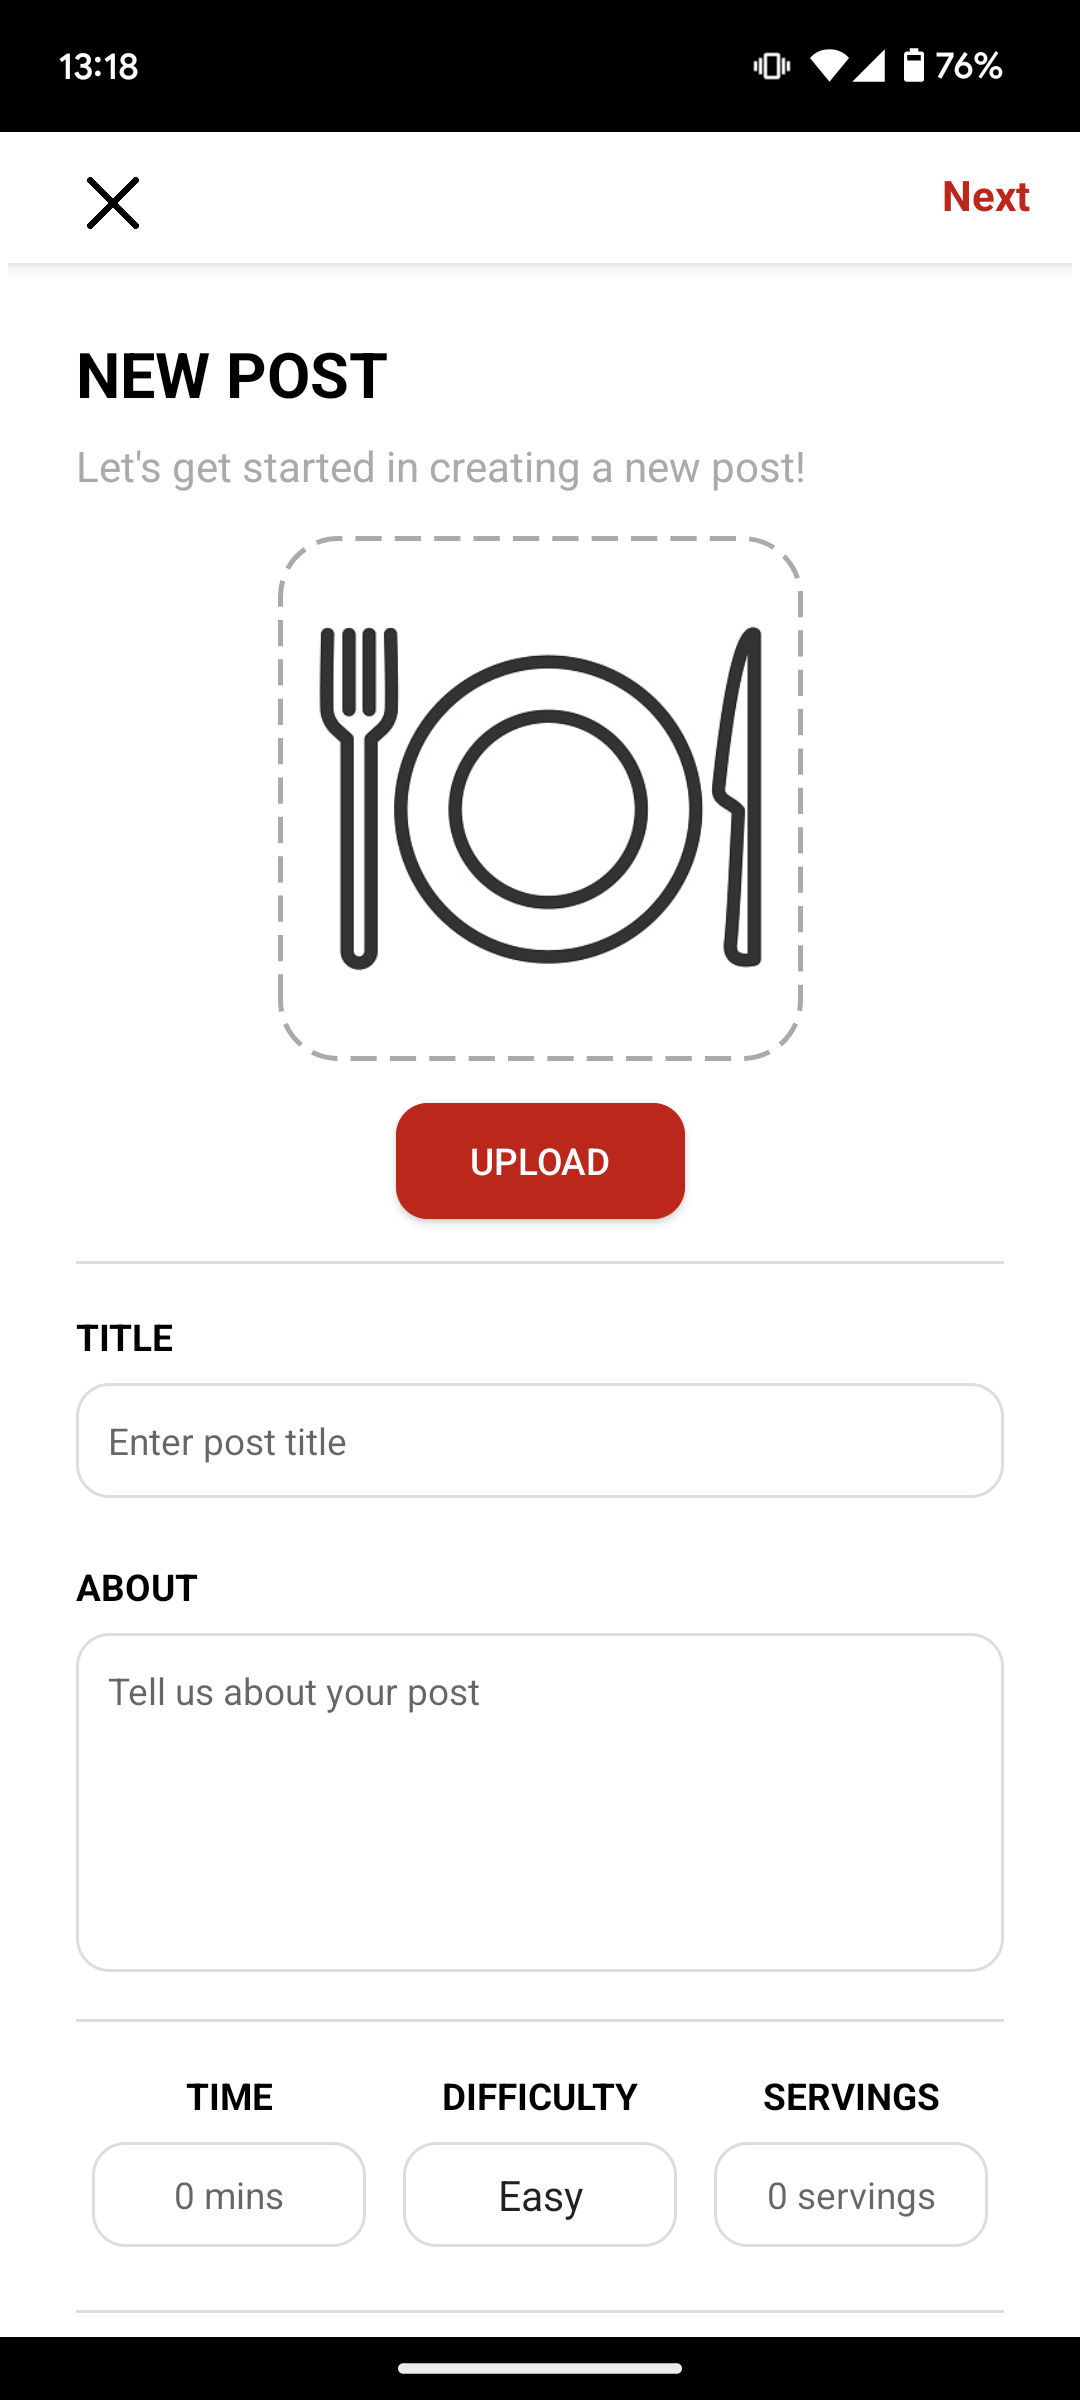 13:18 76%
Next
NEW POST
Let's get started in creating a new post!
UPLOAD
TITLE
Enter post title
ABOUT
Tell us about your post
TIME DIFFICULTY SERVINGS
0 mins Easy 0 servings